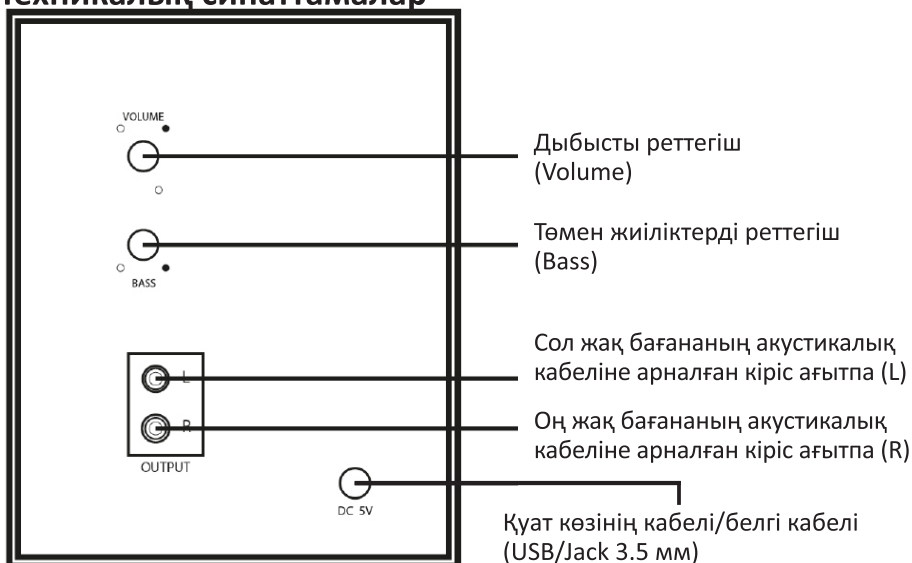 техникалық сипаттамалар
VOLUME
Дыбысты реттегіш
(Volume)
Төмен жиіліктерді реттегіш
(Bass)
BASS
Сол жақ бағананың акустикалық
кабеліне арналған кіріс ағытпа (L)
L
Оң жақ бағананың акустикалық
кабеліне арналған кіріс ағытпа (R)
R
OUTPUT
DC 5V
Қуат көзінің кабелі/белгі кабелі
(USB/Jack 3.5 мм)